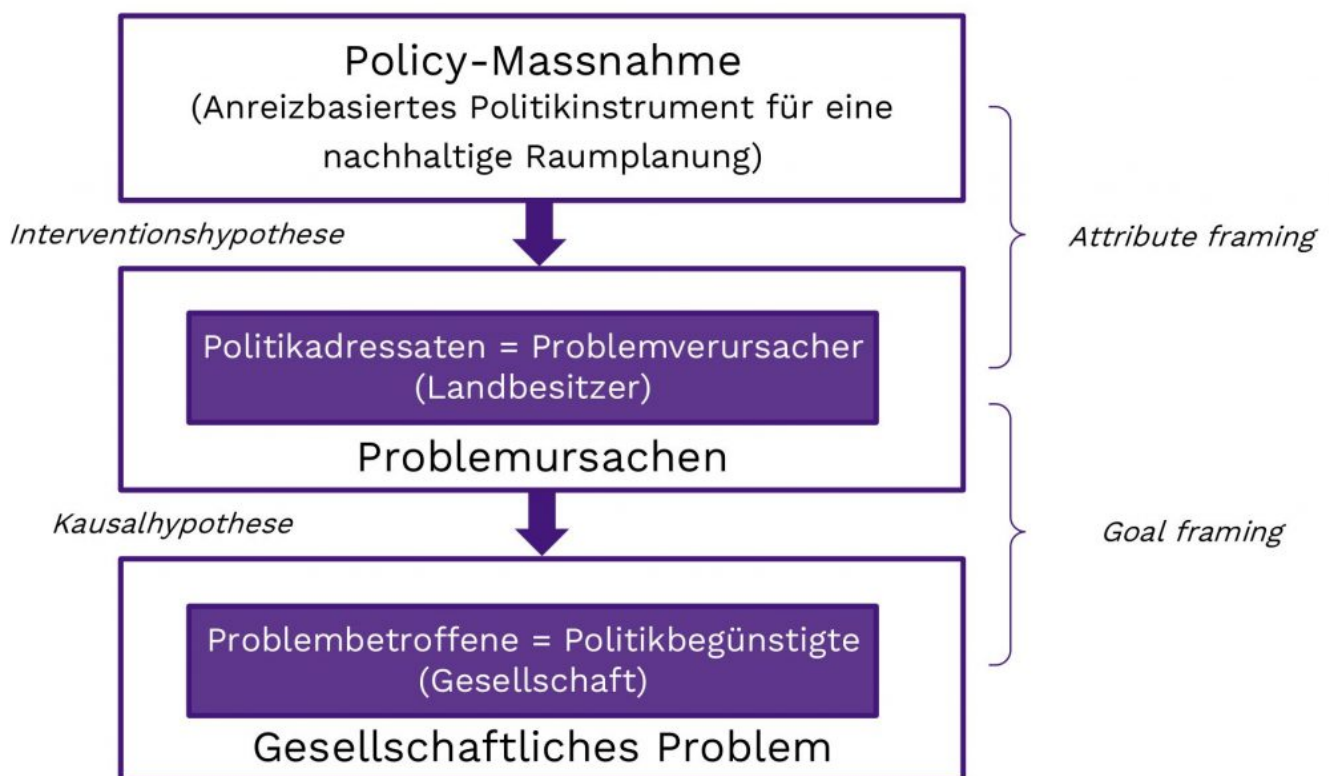 Policy-Massnahme
(Anreizbasiertes Politikinstrument für eine
nachhaltige Raumplanung)
Interventionshypothese
Attribute framing
Politikadressaten = Problemverursacher
(Landbesitzer)
Problemursachen
Kausalhypothese
Goal framing
Problembetroffene = Politikbegünstigte
(Gesellschaft)
Gesellschaftliches Problem